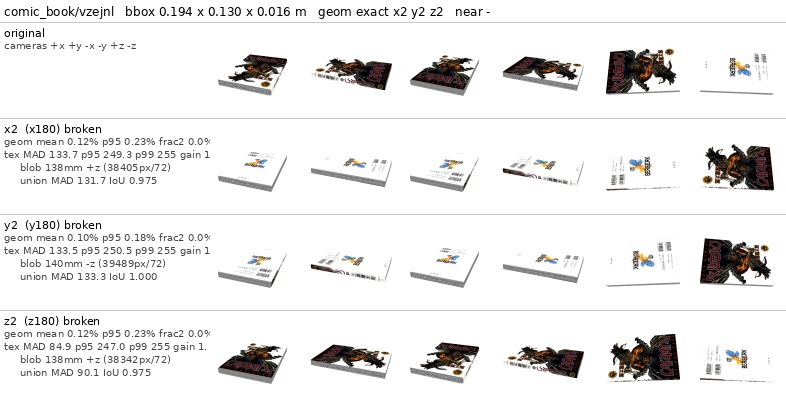 comic_book/vzejnl   bbox 0.194 x 0.130 x 0.016 m   geom exact x2 y2 z2   near -
original
cameras +x +y -x -y +z -z
x2  (x180) broken
geom mean 0.12% p95 0.23% frac2 0.0%
tex MAD 133.7 p95 249.3 p99 255 gain 1
blob 138mm +z (38405px/72)
union MAD 131.7 IoU 0.975
y2  (y180) broken
geom mean 0.10% p95 0.18% frac2 0.0%
tex MAD 133.5 p95 250.5 p99 255 gain 1
blob 140mm -z (39489px/72)
union MAD 133.3 IoU 1.000
z2  (z180) broken
geom mean 0.12% p95 0.23% frac2 0.0%
tex MAD 84.9 p95 247.0 p99 255 gain 1.
blob 138mm +z (38342px/72)
union MAD 90.1 IoU 0.975